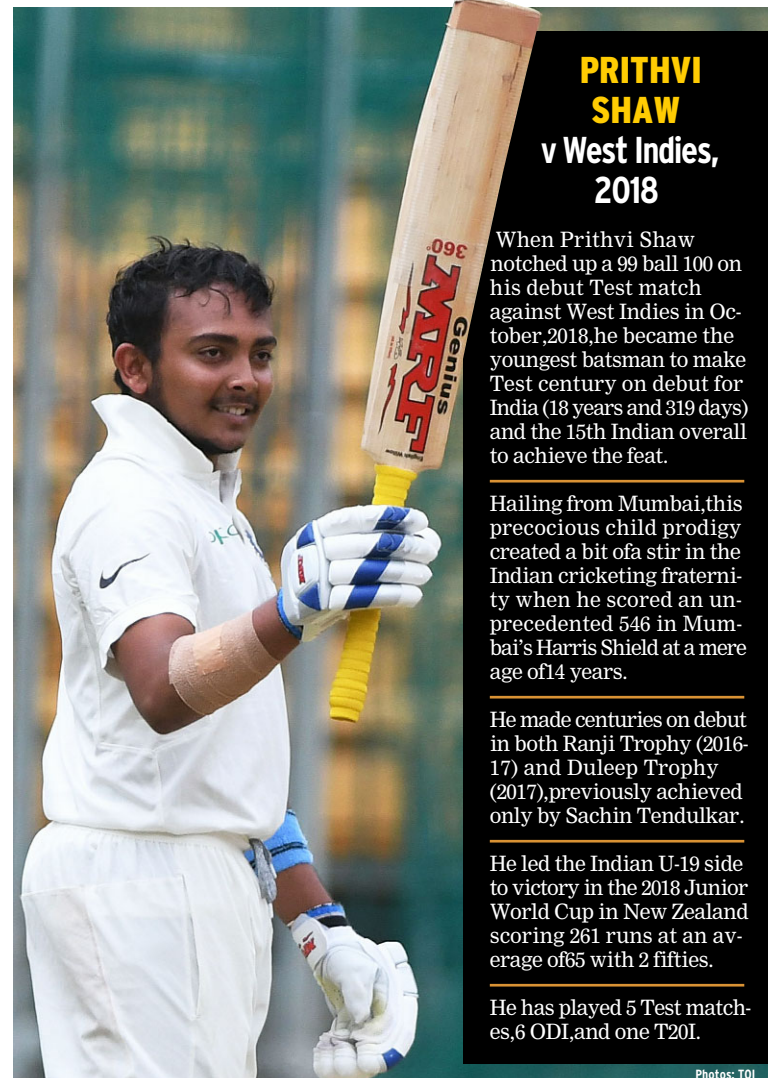 360°
MRF
Genius
English Willow
PRITHVI
SHAW
v West Indies,
2018
When Prithvi Shaw
notched up a 99 ball 100 on
his debut Test match
against West Indies in Oc-
tober,2018,he became the
youngest batsman to make
Test century on debut for
India (18 years and 319 days)
and the 15th Indian overall
to achieve the feat.
Hailing from Mumbai,this
precocious child prodigy
created a bit ofa stir in the
Indian cricketing fraterni-
ty when he scored an un-
precedented 546 in Mum-
bai's Harris Shield at a mere
age of14 years.
He made centuries on debut
in both Ranji Trophy (2016-
17) and Duleep Trophy
(2017),previously achieved
only by Sachin Tendulkar.
He led the Indian U-19 side
to victory in the 2018 Junior
World Cup in New Zealand
scoring 261 runs at an av-
erage of65 with 2 fifties.
He has played 5 Test match-
es,6 ODI,and one T20I.
Photos: TOI